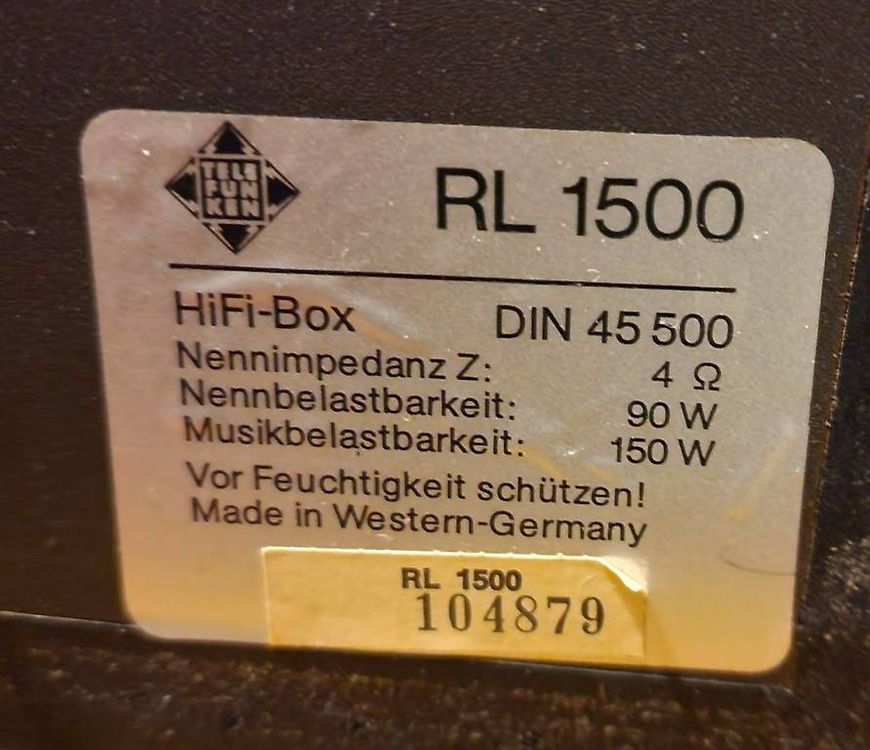 TELE
FUN
KEN
RL 1500
HiFi-Box DIN 45 500
Nennimpedanz Z: 4 Ω
Nennbelastbarkeit: 90 W
Musikbelastbarkeit: 150 W
Vor Feuchtigkeit schützen!
Made in Western-Germany
RL 1500
104879